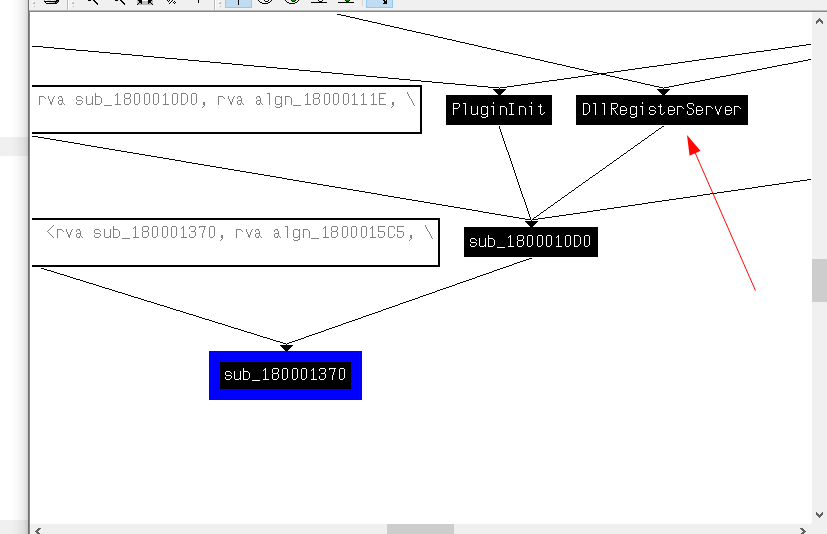 rva sub_1800010D0, rva algn_18000111E, \
PluginInit
DllRegisterServer
<rva sub_180001370, rva algn_1800015C5, \
sub_1800010D0
sub_180001370